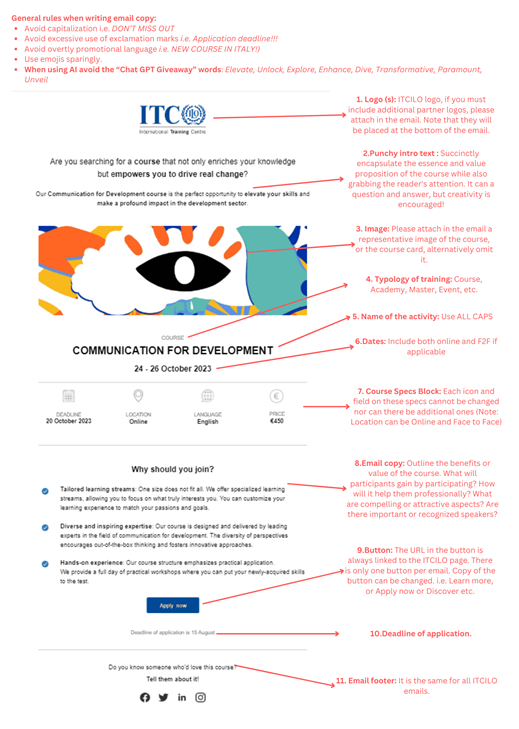 General rules when writing email copy:
• Avoid capitalization i.e. DON'T MISS OUT
• Avoid excessive use of exclamation marks i.e. Application deadline!!!
• Avoid overtly promotional language i.e. NEW COURSE IN ITALY!)
• Use emojis sparingly.
• When using AI avoid the "Chat GPT Giveaway" words: Elevate, Unlock, Explore, Enhance, Dive, Transformative, Paramount,
Unveil
ITC
International Training Centre
1. Logo (s): ITCILO logo, if you must
include additional partner logos, please
attach in the email. Note that they will
be placed at the bottom of the email.
Are you searching for a course that not only enriches your knowledge
but empowers you to drive real change?
Our Communication for Development course is the perfect opportunity to elevate your skills and
make a profound impact in the development sector.
2.Punchy intro text : Succinctly
encapsulate the essence and value
proposition of the course while also
grabbing the reader's attention. It can a
question and answer, but creativity is
encouraged!
3. Image: Please attach in the email a
representative image of the course,
or the course card, alternatively omit
it.
4. Typology of training: Course,
Academy, Master, Event, etc.
5. Name of the activity: Use ALL CAPS
6.Dates: Include both online and F2F if
applicable
COURSE
COMMUNICATION FOR DEVELOPMENT
24 - 26 October 2023
DEADLINE
20 October 2023
LOCATION
Online
LANGUAGE
English
PRICE
€450
7. Course Specs Block: Each icon and
field on these specs cannot be changed
nor can there be additional ones (Note:
Location can be Online and Face to Face)
Why should you join?
Tailored learning streams: One size does not fit all. We offer specialized learning
streams, allowing you to focus on what truly interests you. You can customize your
learning experience to match your passions and goals.
Diverse and inspiring expertise: Our course is designed and delivered by leading
experts in the field of communication for development. The diversity of perspectives
encourages out-of-the-box thinking and fosters innovative approaches.
Hands-on experience: Our course structure emphasizes practical application.
We provide a full day of practical workshops where you can put your newly-acquired skills
to the test.
8.Email copy: Outline the benefits or
value of the course. What will
participants gain by participating? How
will it help them professionally? What
are compelling or attractive aspects? Are
there important or recognized speakers?
Apply now
9.Button: The URL in the button is
always linked to the ITCILO page. There
is only one button per email. Copy of the
button can be changed. i.e. Learn more,
or Apply now or Discover etc.
Deadline of application is 15 August
10.Deadline of application.
Do you know someone who'd love this course?
Tell them about it!
11. Email footer: It is the same for all ITCILO
emails.